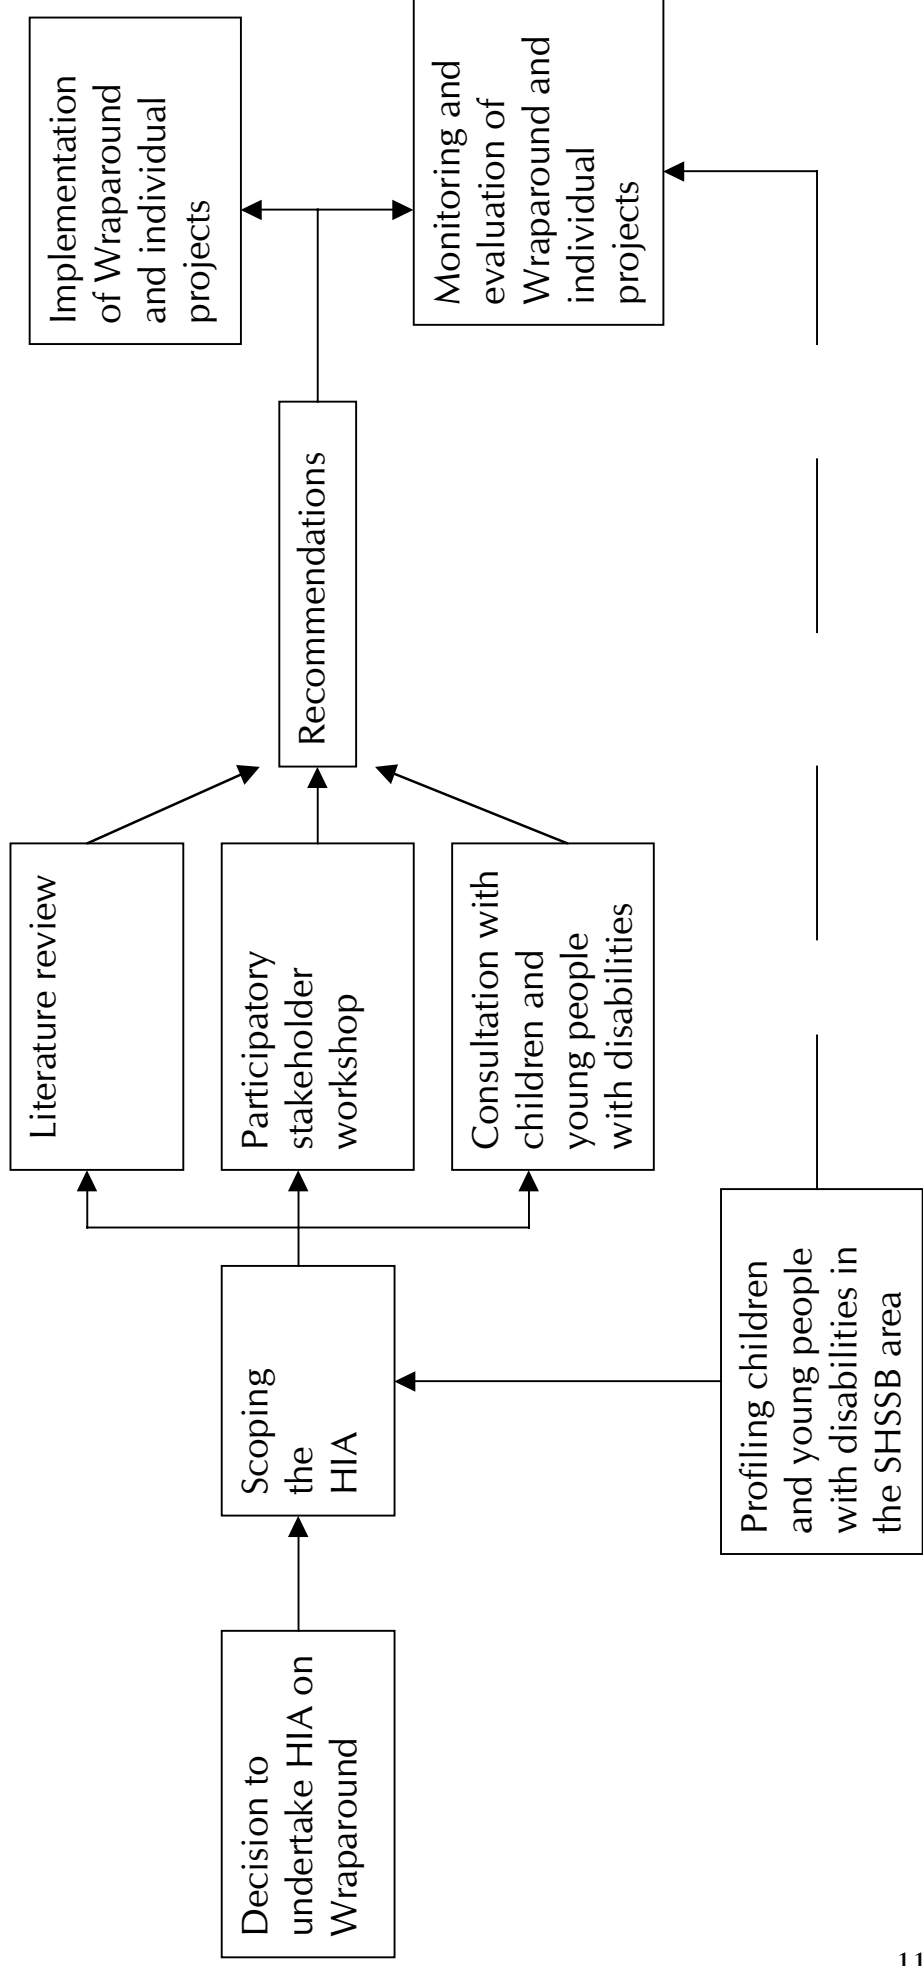 Decision to
undertake HIA on
Wraparound
Scoping
the
HIA
Profiling children
and young people
with disabilities in
the SHSSB area
Literature review
Participatory
stakeholder
workshop
Consultation with
children and
young people
with disabilities
Recommendations
Implementation
of Wraparound
and individual
projects
Monitoring and
evaluation of
Wraparound and
individual
projects
11